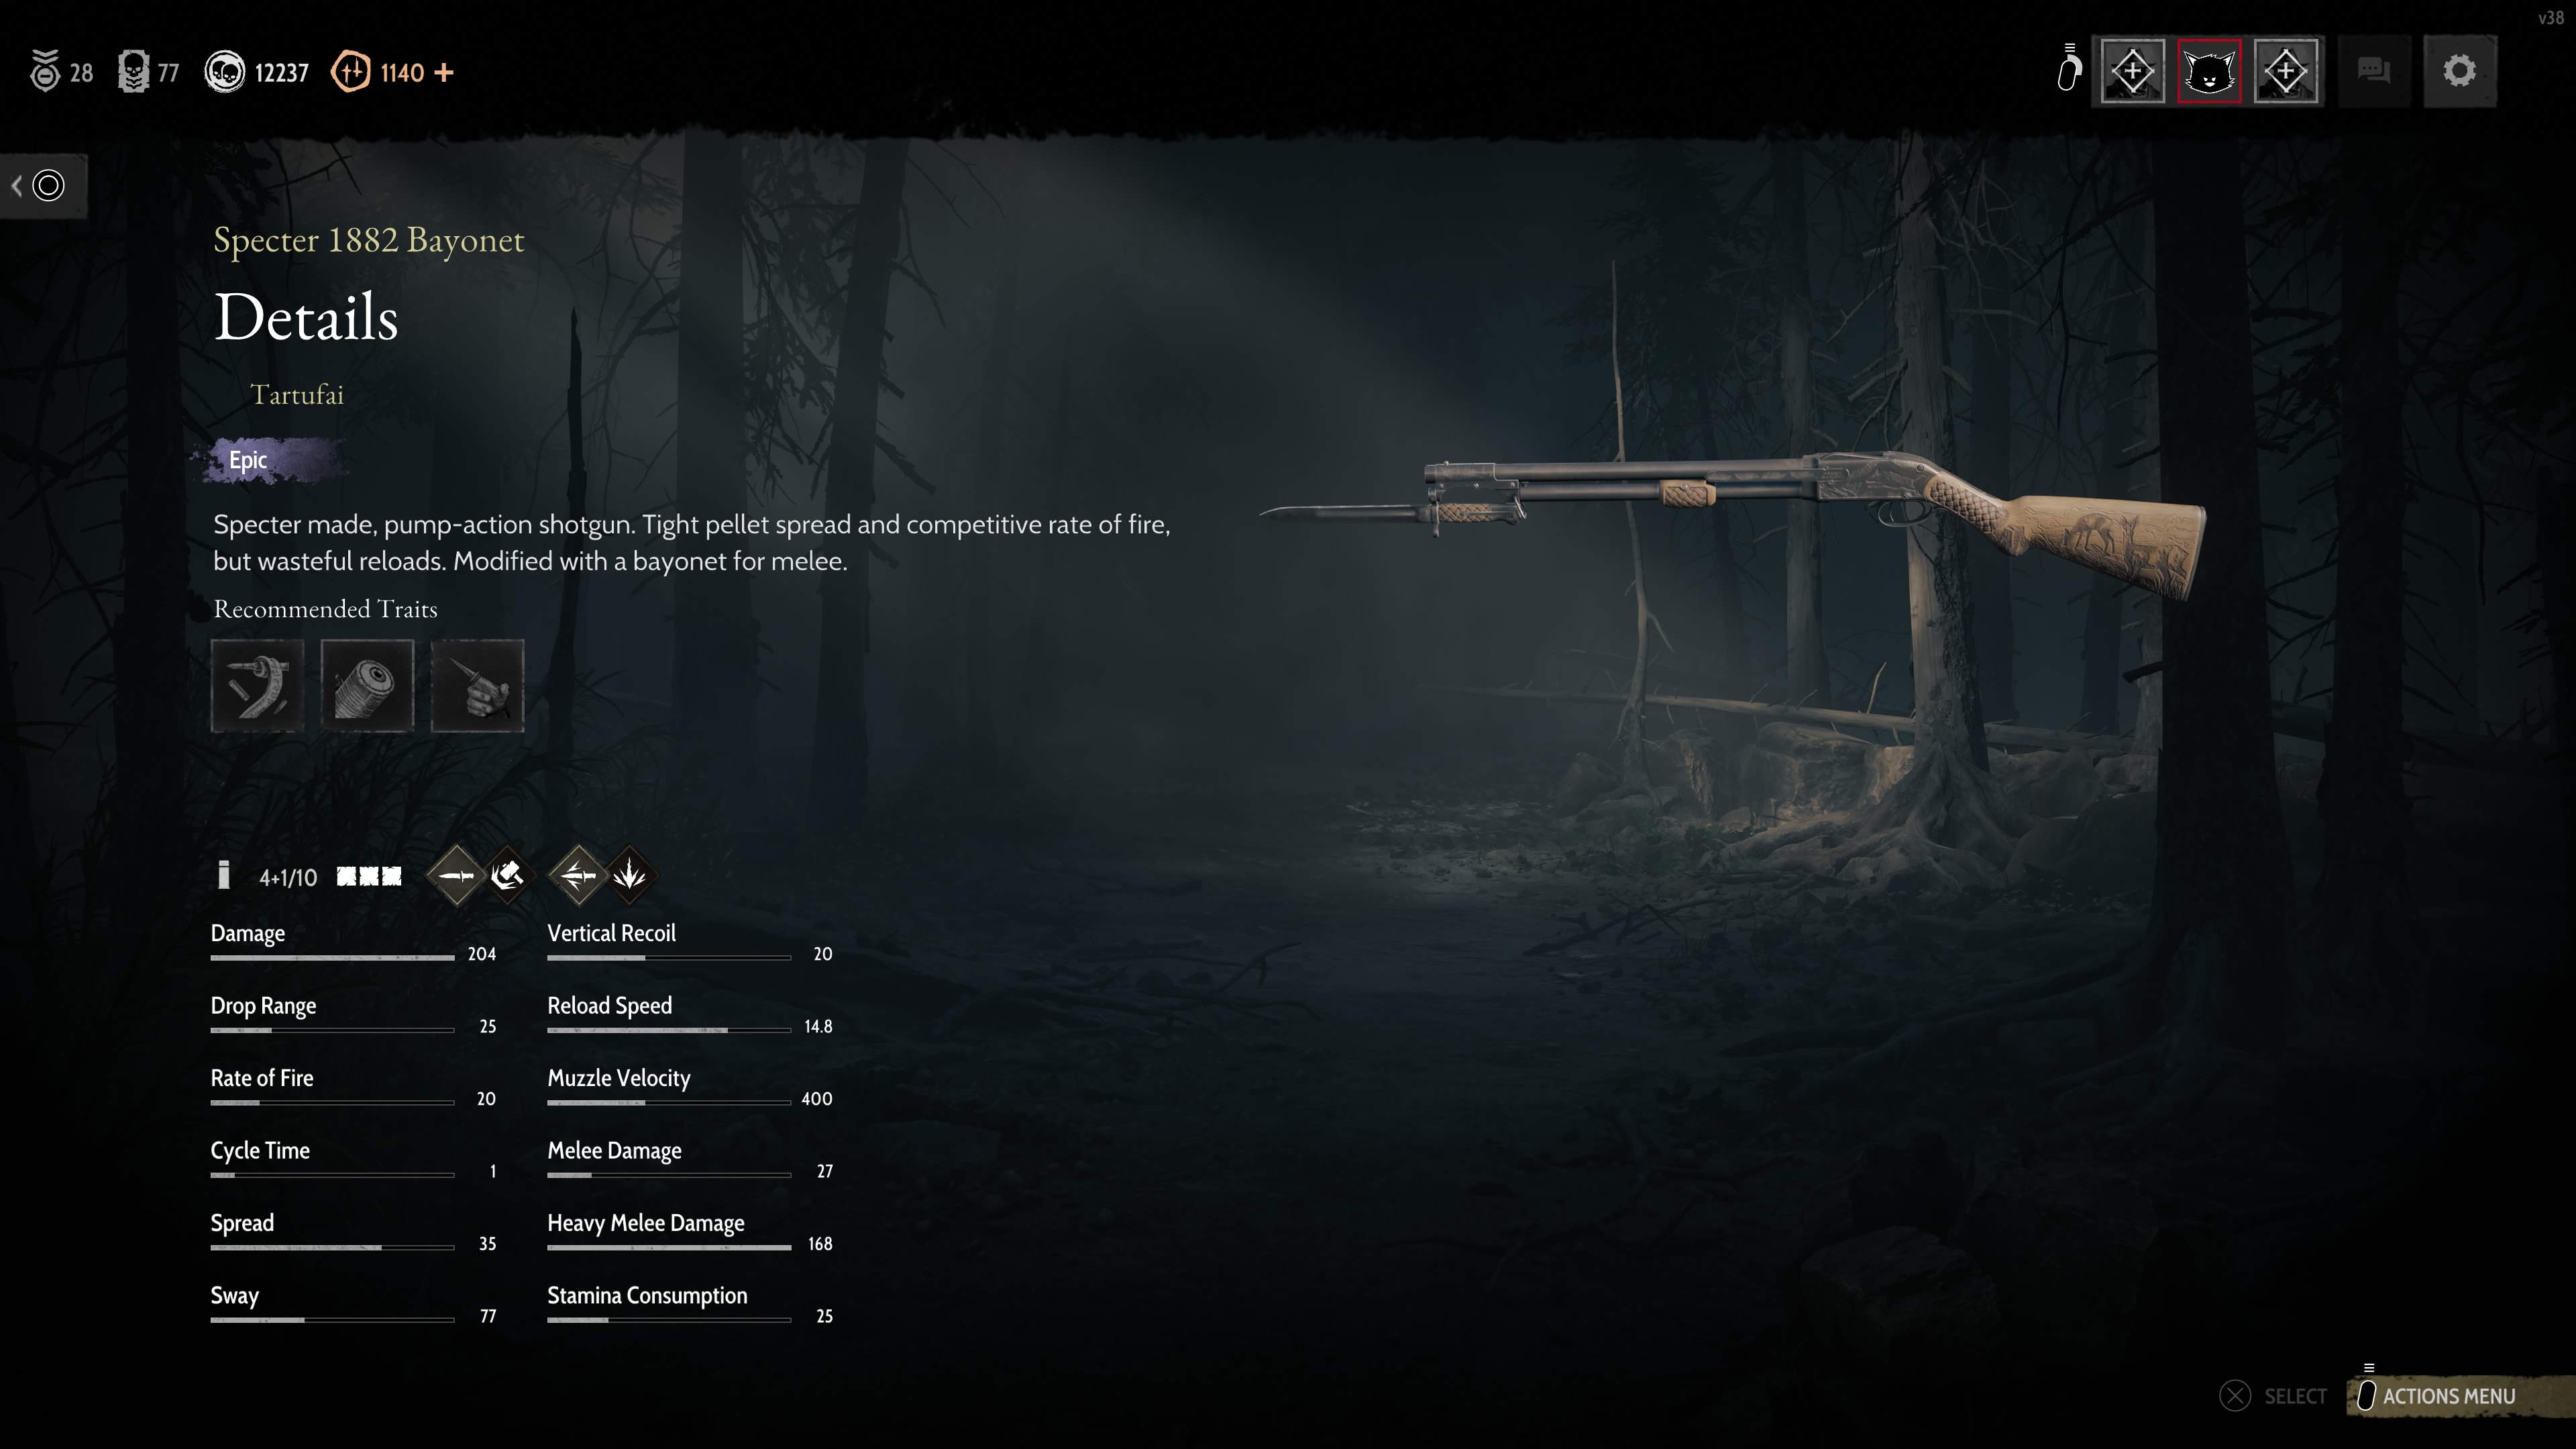 v38
28
77
12237
1140 +
Specter 1882 Bayonet
Details
Tartufai
Epic
Specter made, pump-action shotgun. Tight pellet spread and competitive rate of fire,
but wasteful reloads. Modified with a bayonet for melee.
Recommended Traits
4+1/10
Damage
204
Drop Range
25
Rate of Fire
20
Cycle Time
1
Spread
35
Sway
77
Vertical Recoil
20
Reload Speed
14.8
Muzzle Velocity
400
Melee Damage
27
Heavy Melee Damage
168
Stamina Consumption
25
SELECT
ACTIONS MENU